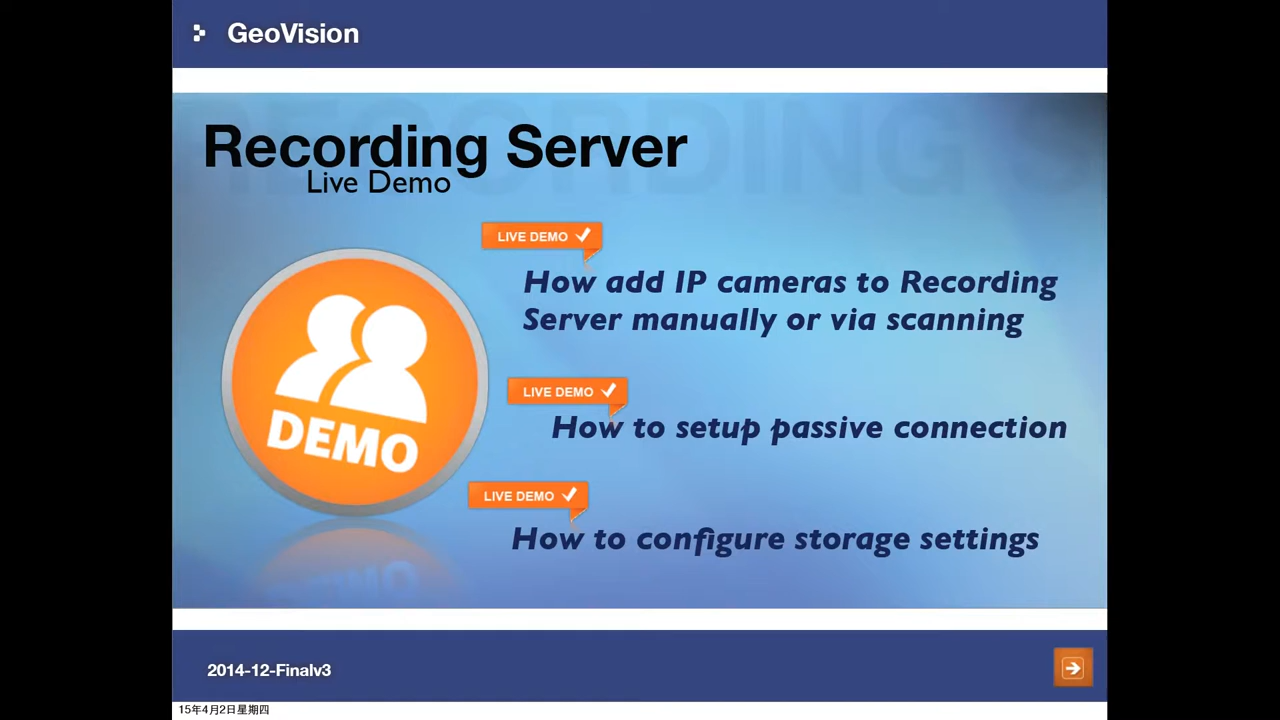 GeoVision
RECORDING S
Recording Server
Live Demo
LIVE DEMO
How add IP cameras to Recording
Server manually or via scanning
LIVE DEMO
How to setup passive connection
DEMO
LIVE DEMO
How to configure storage settings
2014-12-Finalv3
15年4月2日星期四